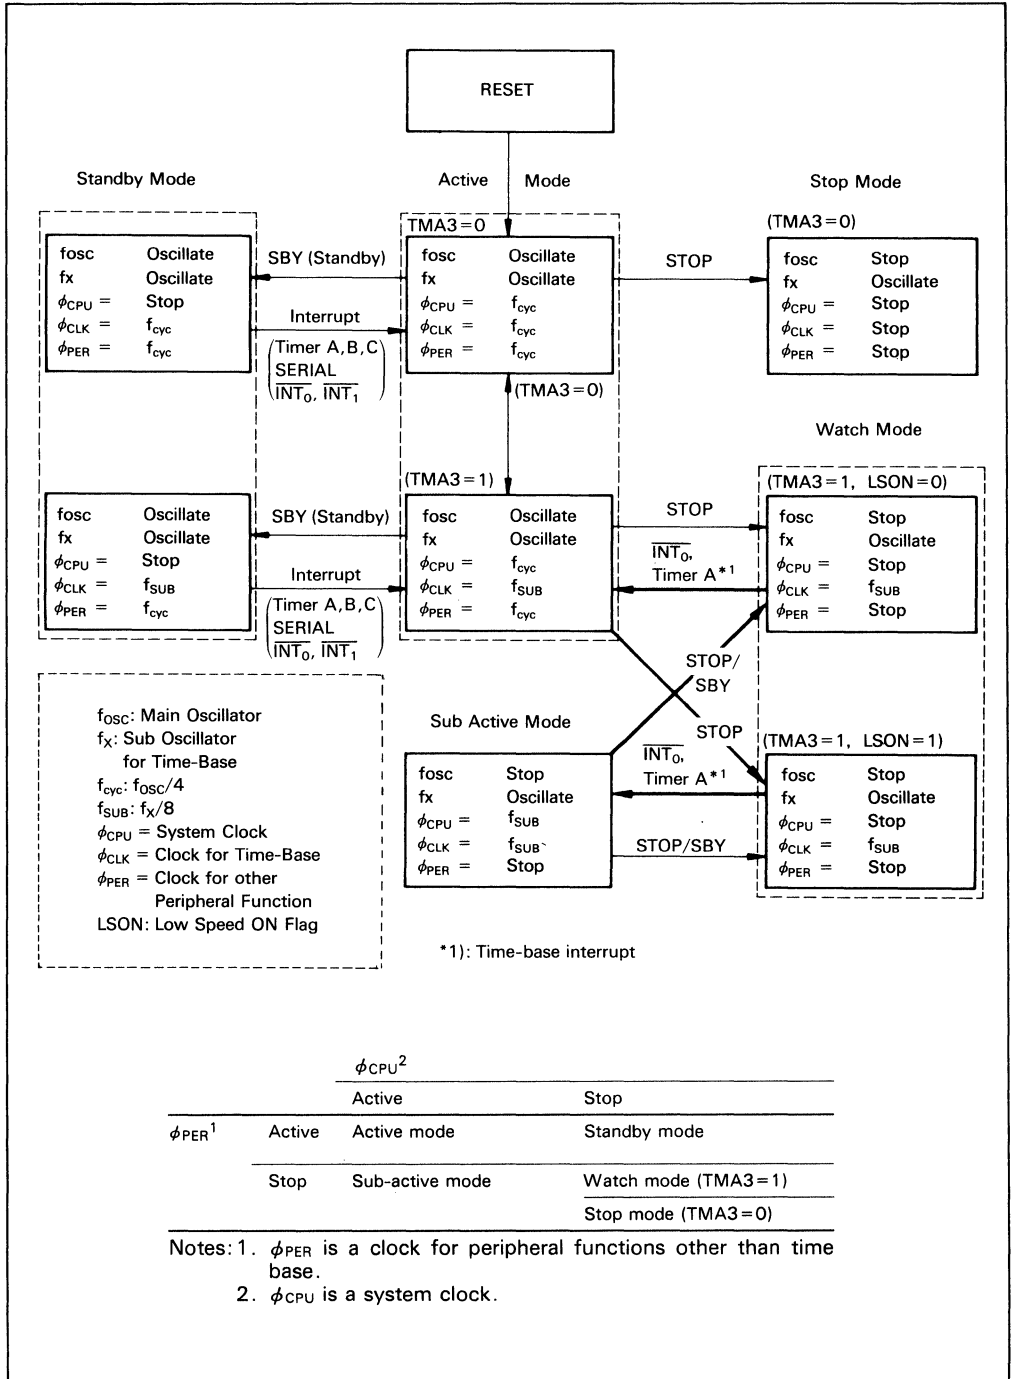 RESET
Standby Mode
Active Mode
Stop Mode
TMA3=0
(TMA3=0)
fosc Oscillate
fx Oscillate
ϕCPU = Stop
ϕCLK = fcyc
ϕPER = fcyc
SBY (Standby)
Interrupt
(Timer A,B,C
SERIAL
INT0, INT1)
fosc Oscillate
fx Oscillate
ϕCPU = fcyc
ϕCLK = fcyc
ϕPER = fcyc
STOP
fosc Stop
fx Oscillate
ϕCPU = Stop
ϕCLK = Stop
ϕPER = Stop
(TMA3=0)
Watch Mode
(TMA3=1)
(TMA3=1, LSON=0)
fosc Oscillate
fx Oscillate
ϕCPU = Stop
ϕCLK = fSUB
ϕPER = fcyc
SBY (Standby)
Interrupt
(Timer A,B,C
SERIAL
INT0, INT1)
fosc Oscillate
fx Oscillate
ϕCPU = fcyc
ϕCLK = fSUB
ϕPER = fcyc
STOP
INT0,
Timer A*1
fosc Stop
fx Oscillate
ϕCPU = Stop
ϕCLK = fSUB
ϕPER = Stop
STOP/
SBY
STOP
fOSC: Main Oscillator
fX: Sub Oscillator
for Time-Base
fcyc: fOSC/4
fSUB: fX/8
ϕCPU = System Clock
ϕCLK = Clock for Time-Base
ϕPER = Clock for other
Peripheral Function
LSON: Low Speed ON Flag
Sub Active Mode
fosc Stop
fx Oscillate
ϕCPU = fSUB
ϕCLK = fSUB
ϕPER = Stop
INT0,
Timer A*1
STOP/SBY
(TMA3=1, LSON=1)
fosc Stop
fx Oscillate
ϕCPU = Stop
ϕCLK = fSUB
ϕPER = Stop
*1): Time-base interrupt
ϕCPU2
Active Stop
ϕPER1 Active Active mode Standby mode
Stop Sub-active mode Watch mode (TMA3=1)
Stop mode (TMA3=0)
Notes: 1. ϕPER is a clock for peripheral functions other than time
base.
2. ϕCPU is a system clock.